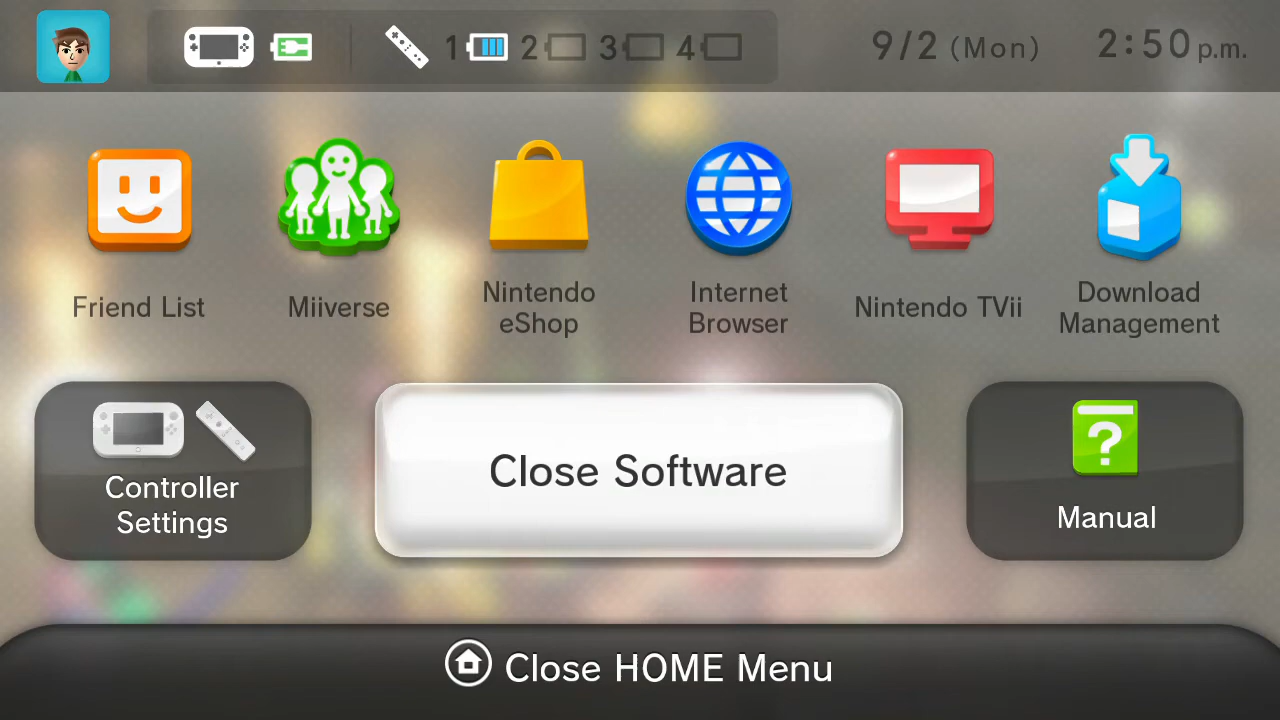 1 2 3 4 9/2 (Mon) 2:50 p.m.
Friend List
Miiverse
Nintendo
eShop
Internet
Browser
Nintendo TVii
Download
Management
Controller
Settings
Close Software
?
Manual
Close HOME Menu